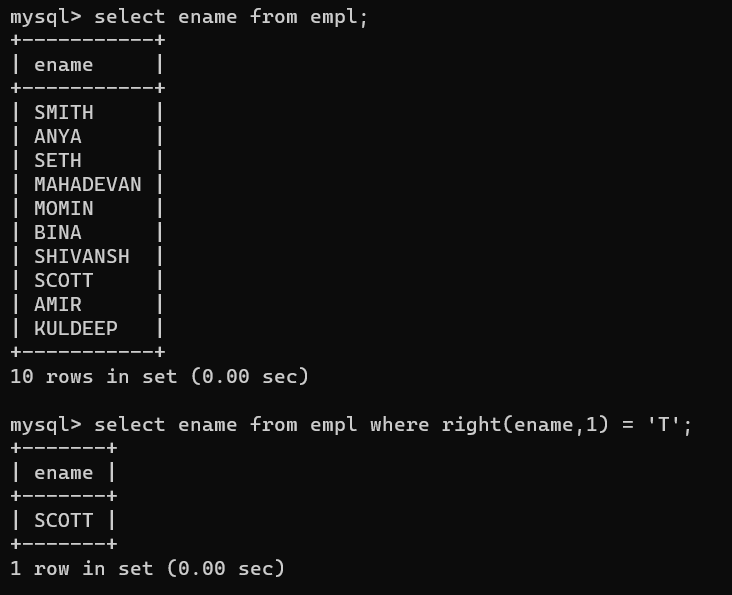 mysql> select ename from empl;
+-----------+
| ename     |
+-----------+
| SMITH     |
| ANYA      |
| SETH      |
| MAHADEVAN |
| MOMIN     |
| BINA      |
| SHIVANSH  |
| SCOTT     |
| AMIR      |
| KULDEEP   |
+-----------+
10 rows in set (0.00 sec)

mysql> select ename from empl where right(ename,1) = 'T';
+-------+
| ename |
+-------+
| SCOTT |
+-------+
1 row in set (0.00 sec)